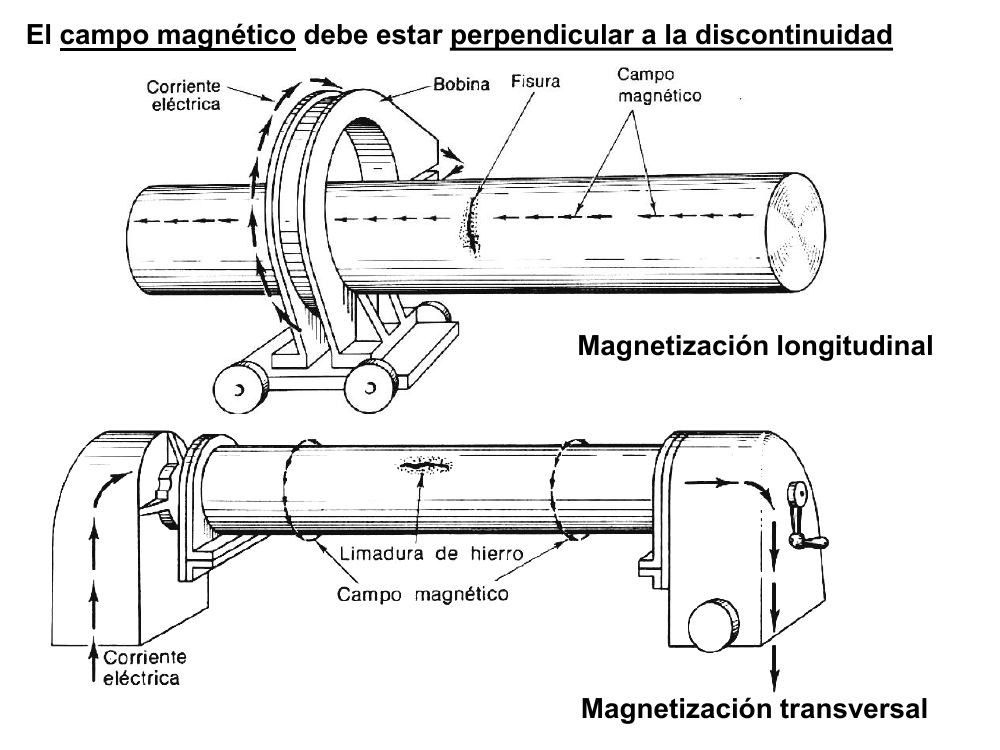 El campo magnético debe estar perpendicular a la discontinuidad
Corriente
eléctrica
Bobina
Fisura
Campo
magnético
Magnetización longitudinal
Limadura de hierro
Campo magnético
Corriente
eléctrica
Magnetización transversal